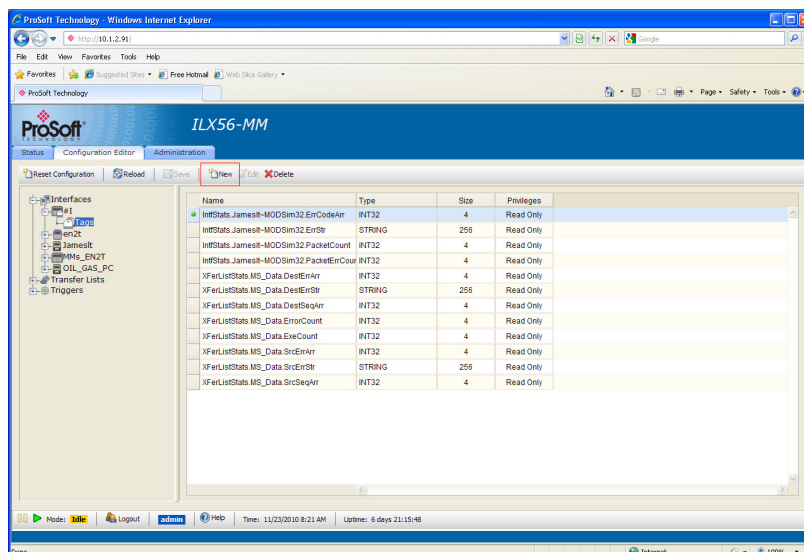 ProSoft Technology - Windows Internet Explorer
http://10.1.2.91/
Google
File Edit View Favorites Tools Help
Favorites Suggested Sites Free Hotmail Web Slice Gallery
ProSoft Technology
Page Safety Tools
ProSoft
TECHNOLOGY
ILX56-MM
Status Configuration Editor Administration
Reset Configuration Reload Save New Edit Delete
Interfaces
#I
Tags
en2t
Jameslt
MMs_EN2T
OIL_GAS_PC
Transfer Lists
Triggers
Name Type Size Privileges
IntfStats.Jameslt~MODSim32.ErrCodeArr INT32 4 Read Only
IntfStats.Jameslt~MODSim32.ErrStr STRING 256 Read Only
IntfStats.Jameslt~MODSim32.PacketCount INT32 4 Read Only
IntfStats.Jameslt~MODSim32.PacketErrCour INT32 4 Read Only
XFerListStats.MS_Data.DestErrArr INT32 4 Read Only
XFerListStats.MS_Data.DestErrStr STRING 256 Read Only
XFerListStats.MS_Data.DestSeqArr INT32 4 Read Only
XFerListStats.MS_Data.ErrorCount INT32 4 Read Only
XFerListStats.MS_Data.ExeCount INT32 4 Read Only
XFerListStats.MS_Data.SrcErrArr INT32 4 Read Only
XFerListStats.MS_Data.SrcErrStr STRING 256 Read Only
XFerListStats.MS_Data.SrcSeqArr INT32 4 Read Only
Mode: Idle Logout admin Help Time: 11/23/2010 8:21 AM Uptime: 6 days 21:15:48
Done Internet 100%